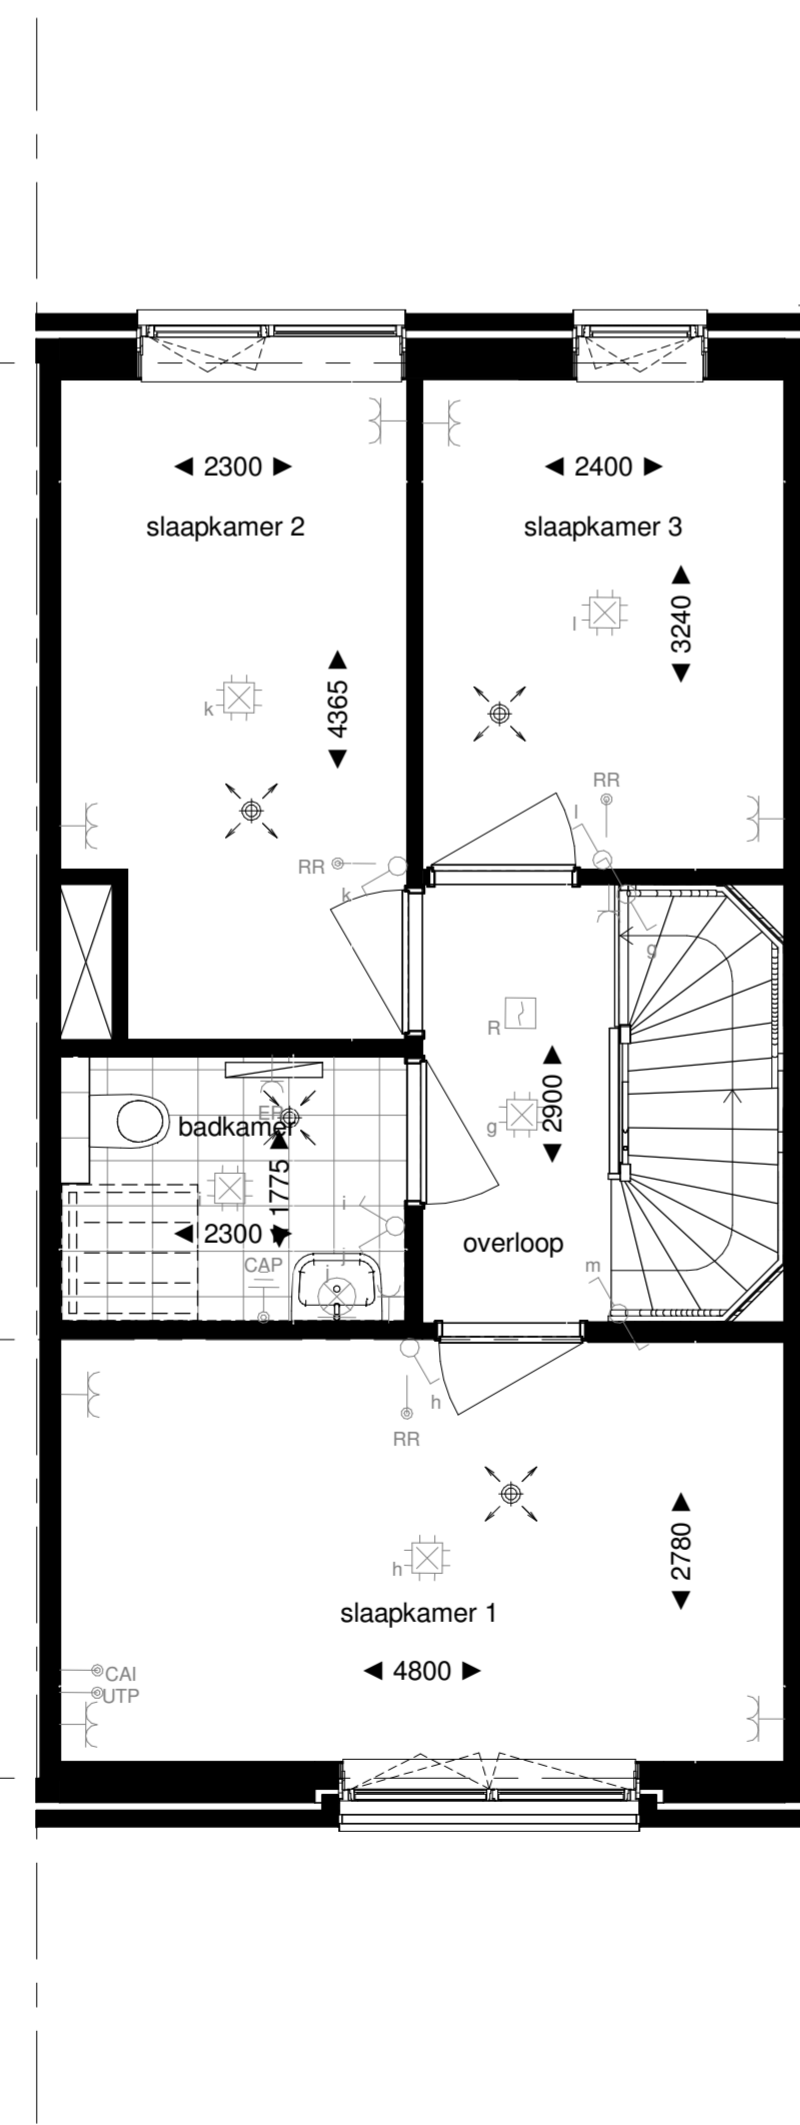 2300
2400
slaapkamer 2
slaapkamer 3
l
3240
k
4365
RR
l
RR
k
g
R
g
2900
EP
badkamer
1775
i
2300
overloop
j
CAP
m
j
h
RR
2780
h
slaapkamer 1
CAI
4800
UTP